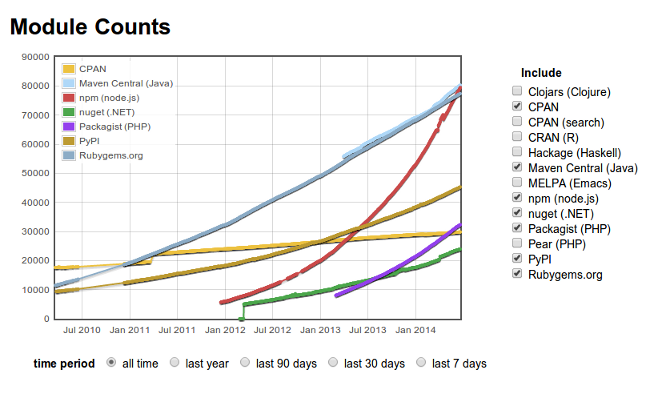 Module Counts
90000
80000
70000
60000
50000
40000
30000
20000
10000
0
CPAN
Maven Central (Java)
npm (node.js)
nuget (.NET)
Packagist (PHP)
PyPI
Rubygems.org
Jul 2010 Jan 2011 Jul 2011 Jan 2012 Jul 2012 Jan 2013 Jul 2013 Jan 2014
Include
Clojars (Clojure)
CPAN
CPAN (search)
CRAN (R)
Hackage (Haskell)
Maven Central (Java)
MELPA (Emacs)
npm (node.js)
nuget (.NET)
Packagist (PHP)
Pear (PHP)
PyPI
Rubygems.org
time period all time last year last 90 days last 30 days last 7 days